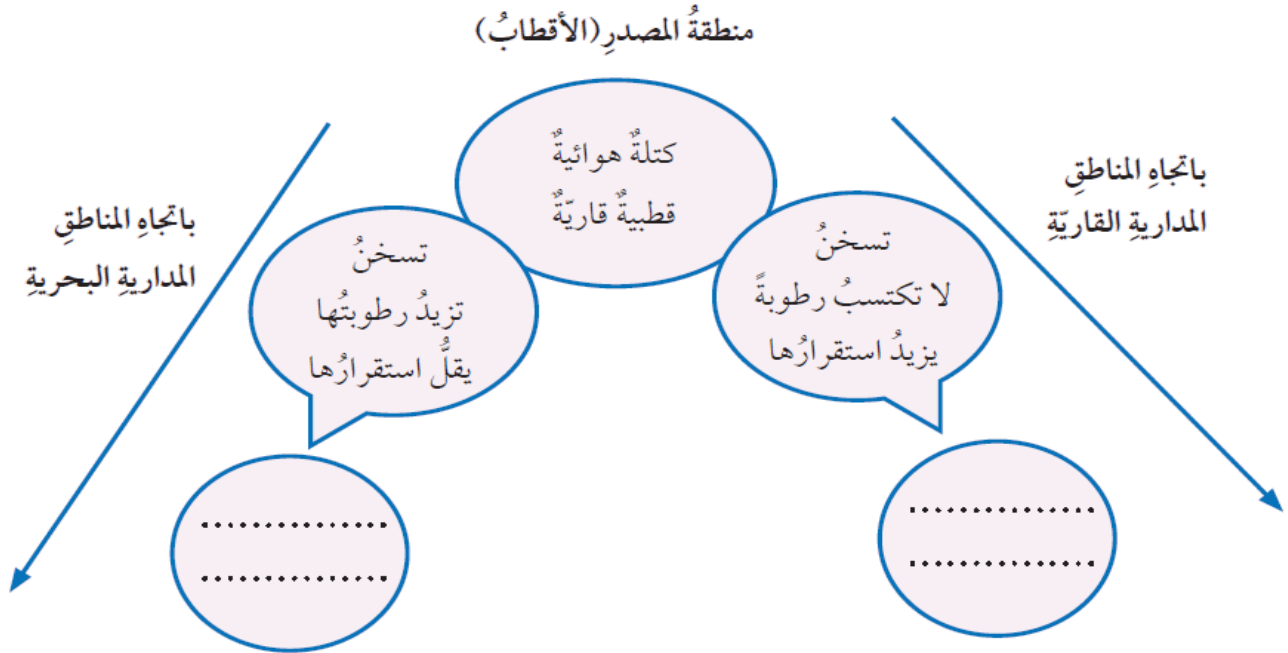 منطقةُ المصدرِ(الأقطابُ)
كتلةٌ هوائيةٌ
قطبيةٌ قاريّةٌ
باتجاهِ المناطقِ
المداريةِ القاريّةِ
تسخنُ
لا تكتسبُ رطوبةً
يزيدُ استقرارُها
باتجاهِ المناطقِ
المداريةِ البحريةِ
تسخنُ
تزيدُ رطوبتُها
يقلُّ استقرارُها
...............
...............
...............
...............